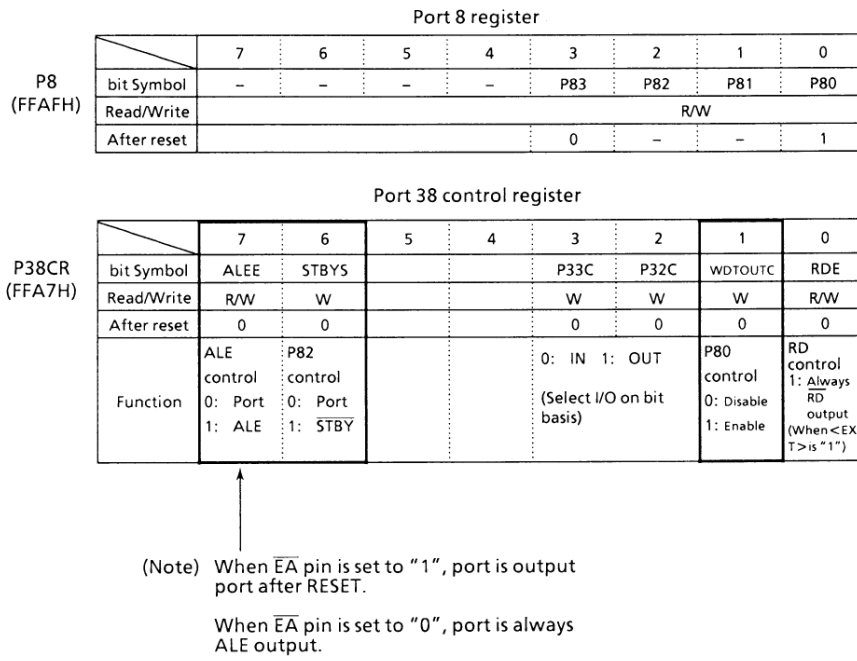 Port 8 register
7 6 5 4 3 2 1 0
P8 (FFAFH)
bit Symbol – – – – P83 P82 P81 P80
Read/Write R/W
After reset 0 – – 1
Port 38 control register
7 6 5 4 3 2 1 0
P38CR (FFA7H)
bit Symbol ALEE STBYS P33C P32C WDTOUTC RDE
Read/Write R/W W W W W R/W
After reset 0 0 0 0 0 0
Function
ALE
control
0: Port
1: ALE
P82
control
0: Port
1: S̅T̅B̅Y̅
0: IN 1: OUT
(Select I/O on bit
basis)
P80
control
0: Disable
1: Enable
RD
control
1: Always
R̅D̅
output
(When <EX
T> is "1")
(Note) When E̅A̅ pin is set to "1", port is output
port after RESET.
When E̅A̅ pin is set to "0", port is always
ALE output.